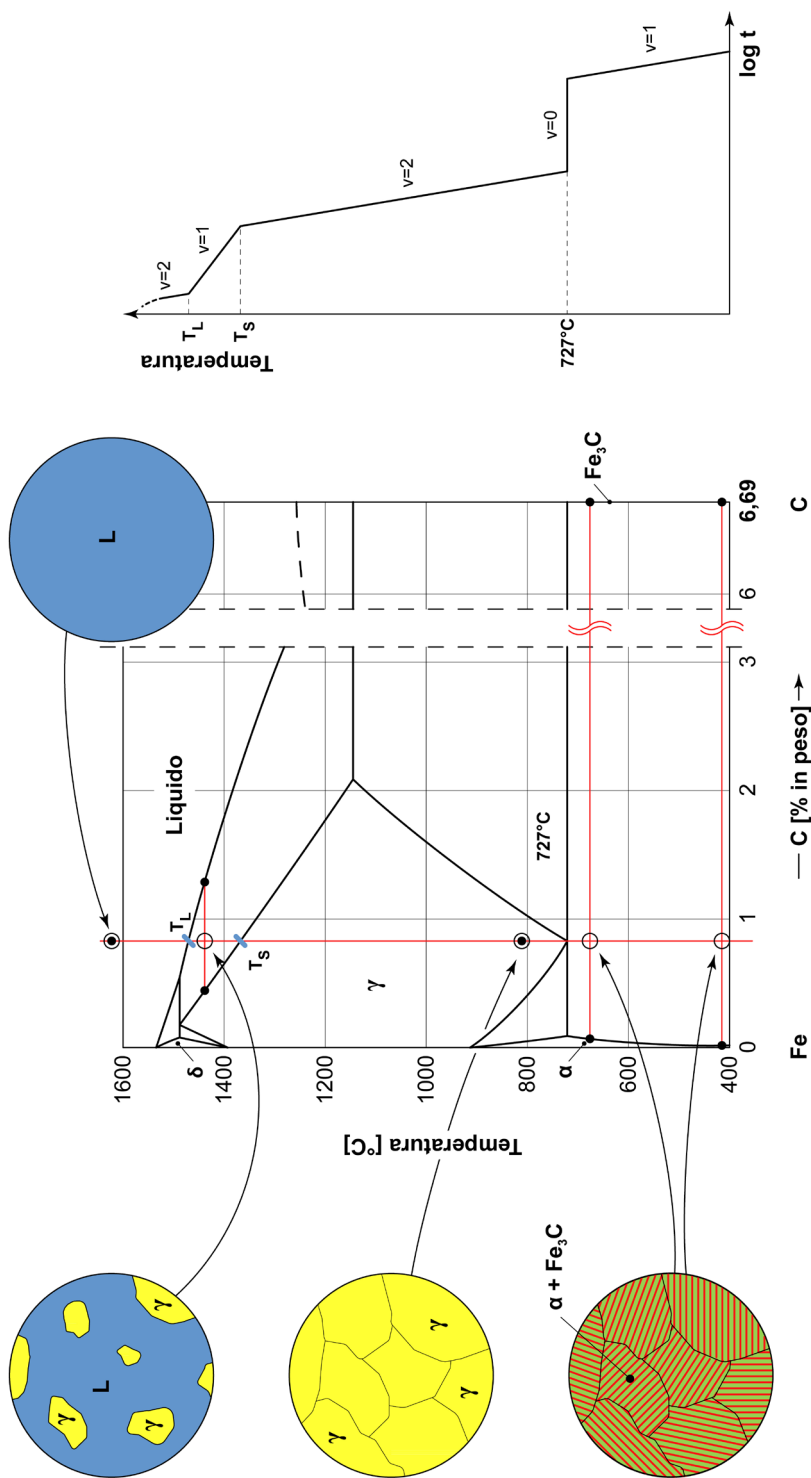 L
γ
γ
γ
γ
γ
γ
α + Fe₃C
Temperatura [°C]
1600
1400
1200
1000
800
600
400
δ
γ
α
Liquido
T_L
T_S
727°C
Fe₃C
L
0
1
2
3
6
6,69
Fe
C [% in peso]
C
Temperatura
T_L
T_S
727°C
v=2
v=1
v=2
v=0
v=1
log t